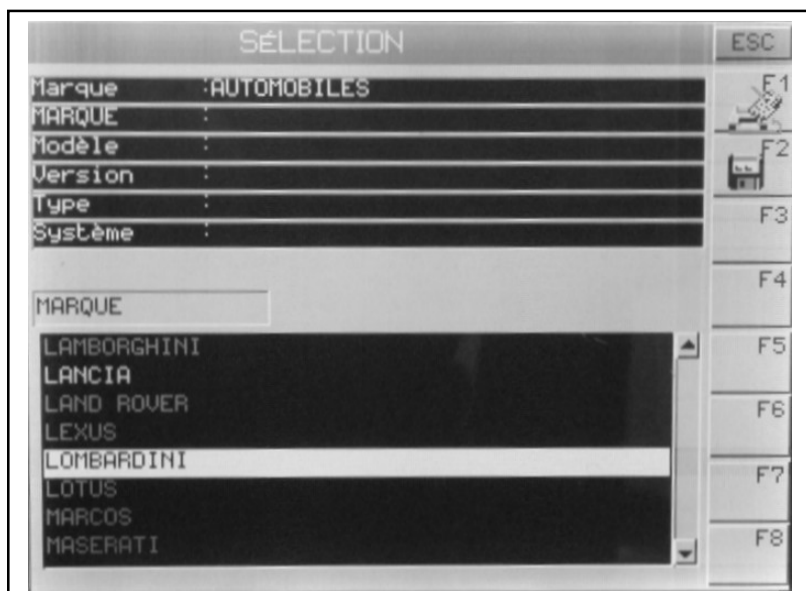 SÉLECTION
ESC
Marque :AUTOMOBILES
MARQUE :
Modèle :
Version :
Type :
Système :
F1
F2
F3
F4
F5
F6
F7
F8
MARQUE
LAMBORGHINI
LANCIA
LAND ROVER
LEXUS
LOMBARDINI
LOTUS
MARCOS
MASERATI